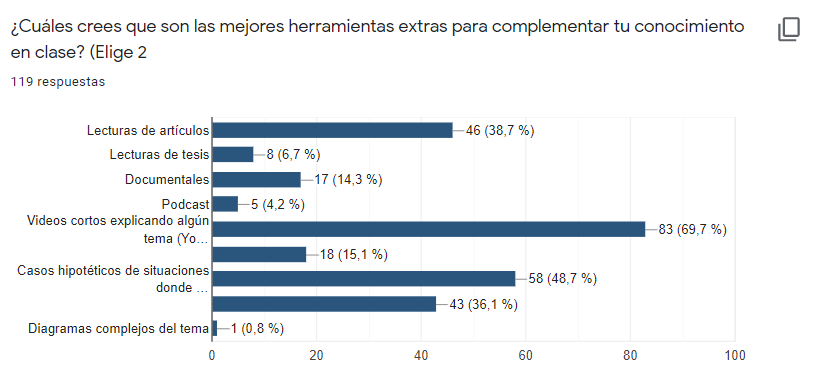 ¿Cuáles crees que son las mejores herramientas extras para complementar tu conocimiento
en clase? (Elige 2
119 respuestas
Lecturas de artículos
46 (38,7 %)
Lecturas de tesis
8 (6,7 %)
Documentales
17 (14,3 %)
Podcast
5 (4,2 %)
Videos cortos explicando algún
tema (Yo…
83 (69,7 %)
18 (15,1 %)
Casos hipotéticos de situaciones
donde …
58 (48,7 %)
43 (36,1 %)
Diagramas complejos del tema
1 (0,8 %)
0
20
40
60
80
100